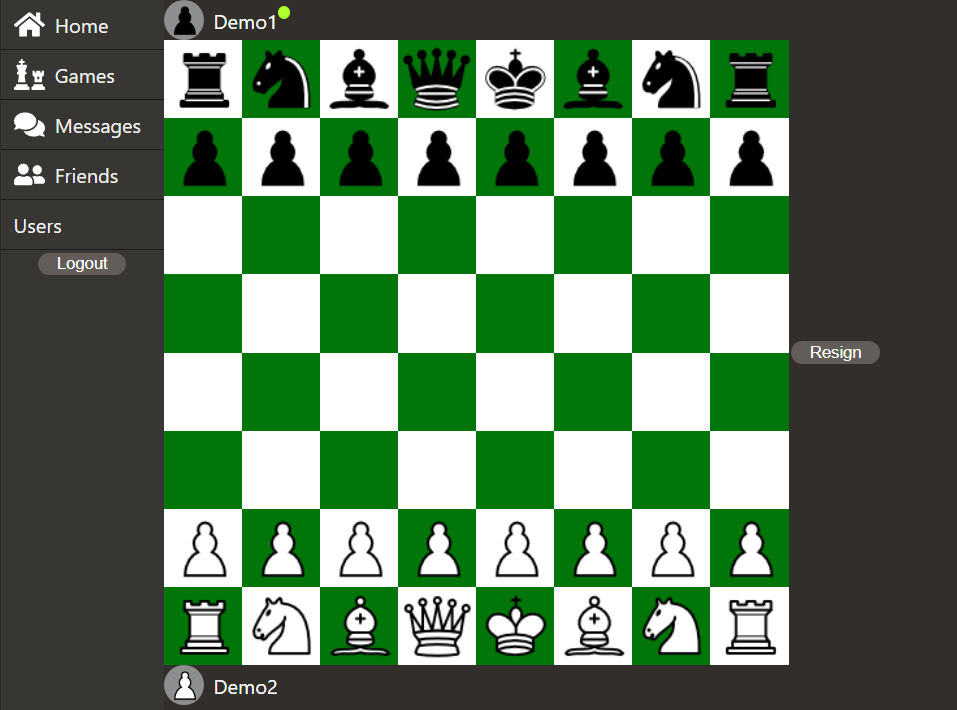 Home
Games
Messages
Friends
Users
Logout
Demo1
Resign
Demo2